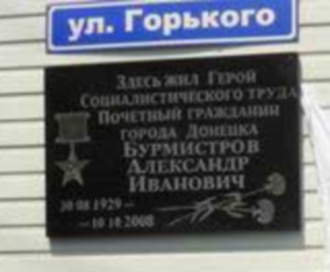 ул. Горького
Здесь жил Герой
Социалистического труда
Почетный гражданин
города Донецка
Бурмистров
Александр
Иванович
30 08 1929 –
– 10 10 2008